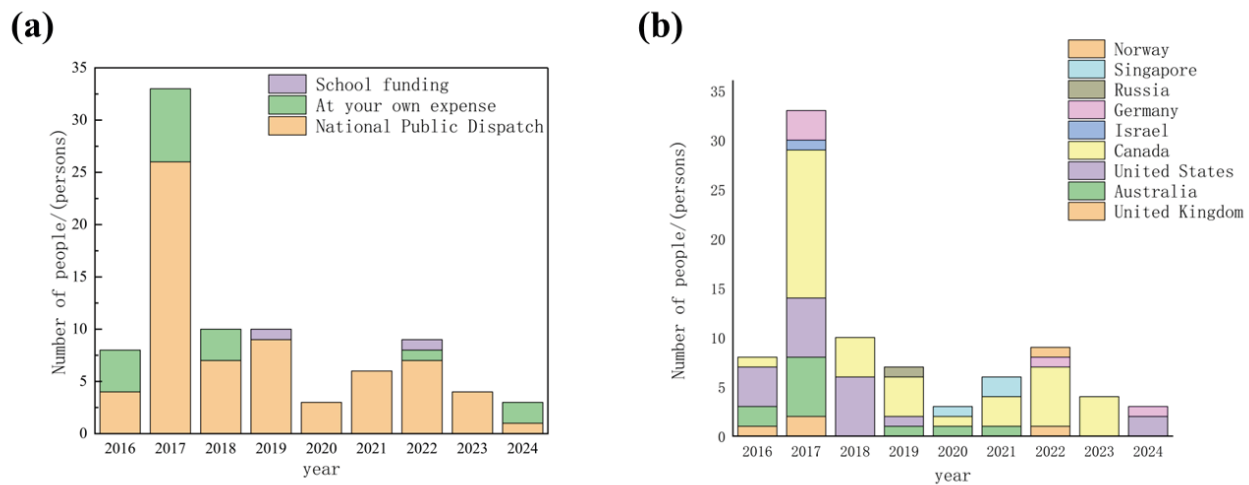 (a)
School funding
At your own expense
National Public Dispatch
Number of people/(persons)
35
30
25
20
15
10
5
0
2016 2017 2018 2019 2020 2021 2022 2023 2024
year
(b)
Norway
Singapore
Russia
Germany
Israel
Canada
United States
Australia
United Kingdom
Number of people/(persons)
35
30
25
20
15
10
5
0
2016 2017 2018 2019 2020 2021 2022 2023 2024
year